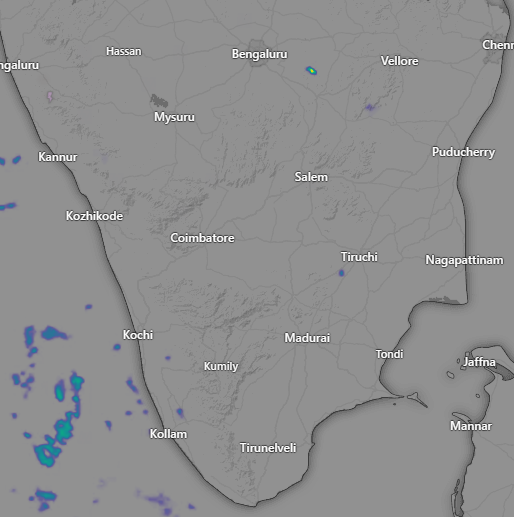 Hassan
Bengaluru
Chenn
ngaluru
Vellore
Mysuru
Kannur
Puducherry
Salem
Kozhikode
Coimbatore
Tiruchi
Nagapattinam
Kochi
Madurai
Tondi
Jaffna
Kumily
Mannar
Kollam
Tirunelveli